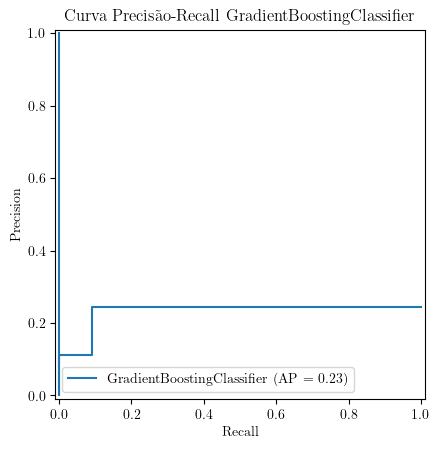 Curva Precisão-Recall GradientBoostingClassifier
1.0
0.8
0.6
0.4
0.2
0.0
Precision
GradientBoostingClassifier (AP = 0.23)
0.0 0.2 0.4 0.6 0.8 1.0
Recall